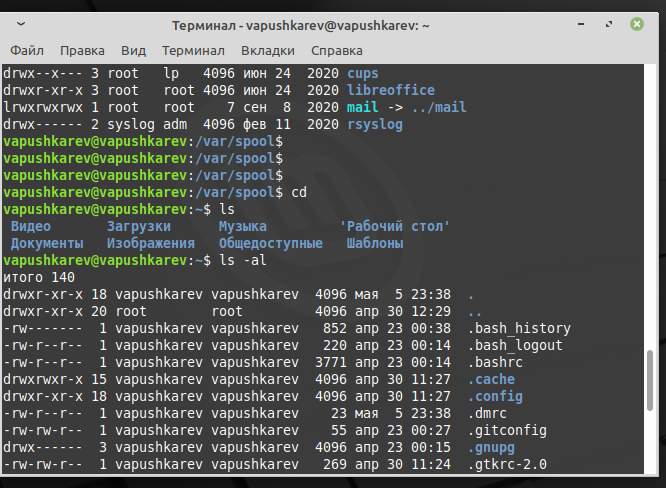 Терминал - vapushkarev@vapushkarev: ~
Файл Правка Вид Терминал Вкладки Справка
drwx--x--- 3 root   lp   4096 июн 24  2020 cups
drwxr-xr-x 3 root   root 4096 июн 24  2020 libreoffice
lrwxrwxrwx 1 root   root    7 сен  8  2020 mail -> ../mail
drwx------ 2 syslog adm  4096 фев 11  2020 rsyslog
vapushkarev@vapushkarev:/var/spool$
vapushkarev@vapushkarev:/var/spool$
vapushkarev@vapushkarev:/var/spool$
vapushkarev@vapushkarev:/var/spool$ cd
vapushkarev@vapushkarev:~$ ls
 Видео       Загрузки      Музыка         'Рабочий стол'
 Документы   Изображения   Общедоступные   Шаблоны
vapushkarev@vapushkarev:~$ ls -al
итого 140
drwxr-xr-x 18 vapushkarev vapushkarev  4096 мая  5 23:38  .
drwxr-xr-x 20 root        root         4096 апр 30 12:29  ..
-rw-------  1 vapushkarev vapushkarev   852 апр 23 00:38  .bash_history
-rw-r--r--  1 vapushkarev vapushkarev   220 апр 23 00:14  .bash_logout
-rw-r--r--  1 vapushkarev vapushkarev  3771 апр 23 00:14  .bashrc
drwxrwxr-x 15 vapushkarev vapushkarev  4096 апр 30 11:27  .cache
drwxr-xr-x 18 vapushkarev vapushkarev  4096 апр 30 11:27  .config
-rw-r--r--  1 vapushkarev vapushkarev    23 мая  5 23:38  .dmrc
-rw-rw-r--  1 vapushkarev vapushkarev    55 апр 23 00:27  .gitconfig
drwx------  3 vapushkarev vapushkarev  4096 апр 23 00:15  .gnupg
-rw-rw-r--  1 vapushkarev vapushkarev   269 апр 30 11:24  .gtkrc-2.0